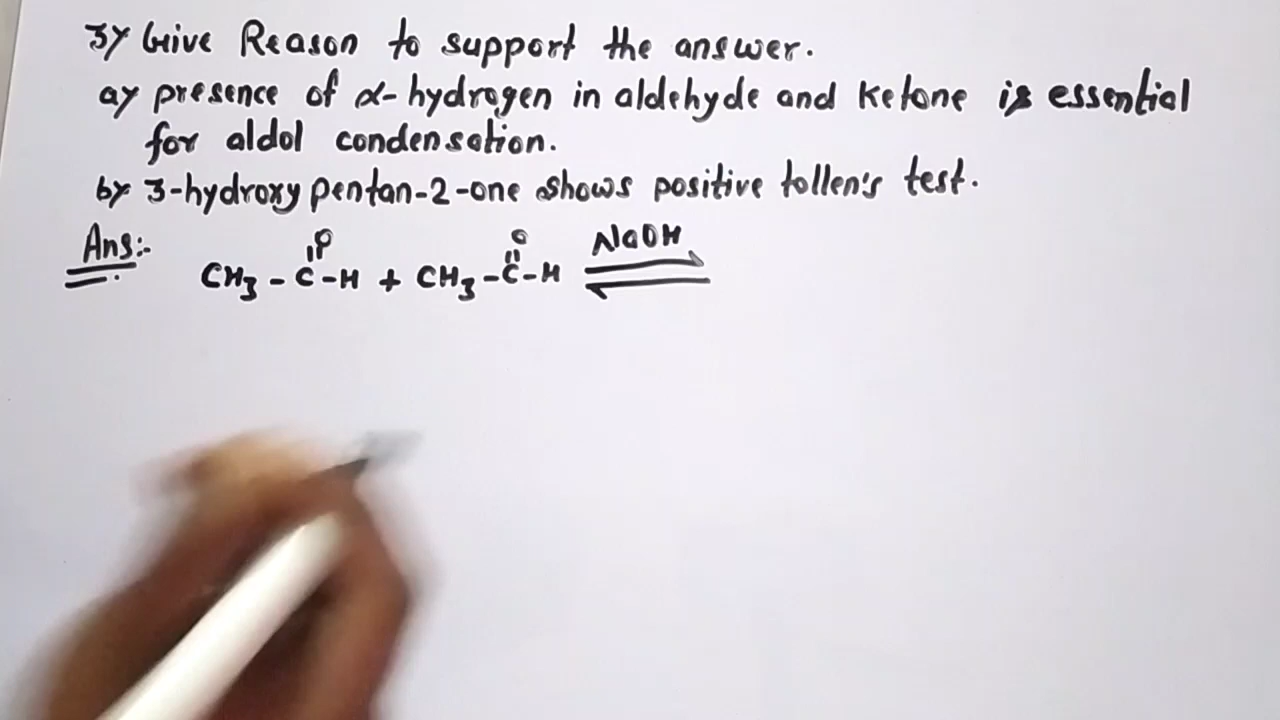 3) Give Reason to support the answer.
a) presence of α-hydrogen in aldehyde and ketone is essential
for aldol condensation.
b) 3-hydroxy pentan-2-one shows positive tollen's test.
Ans:-
O O NaOH
CH3 - C - H + CH3 - C - H